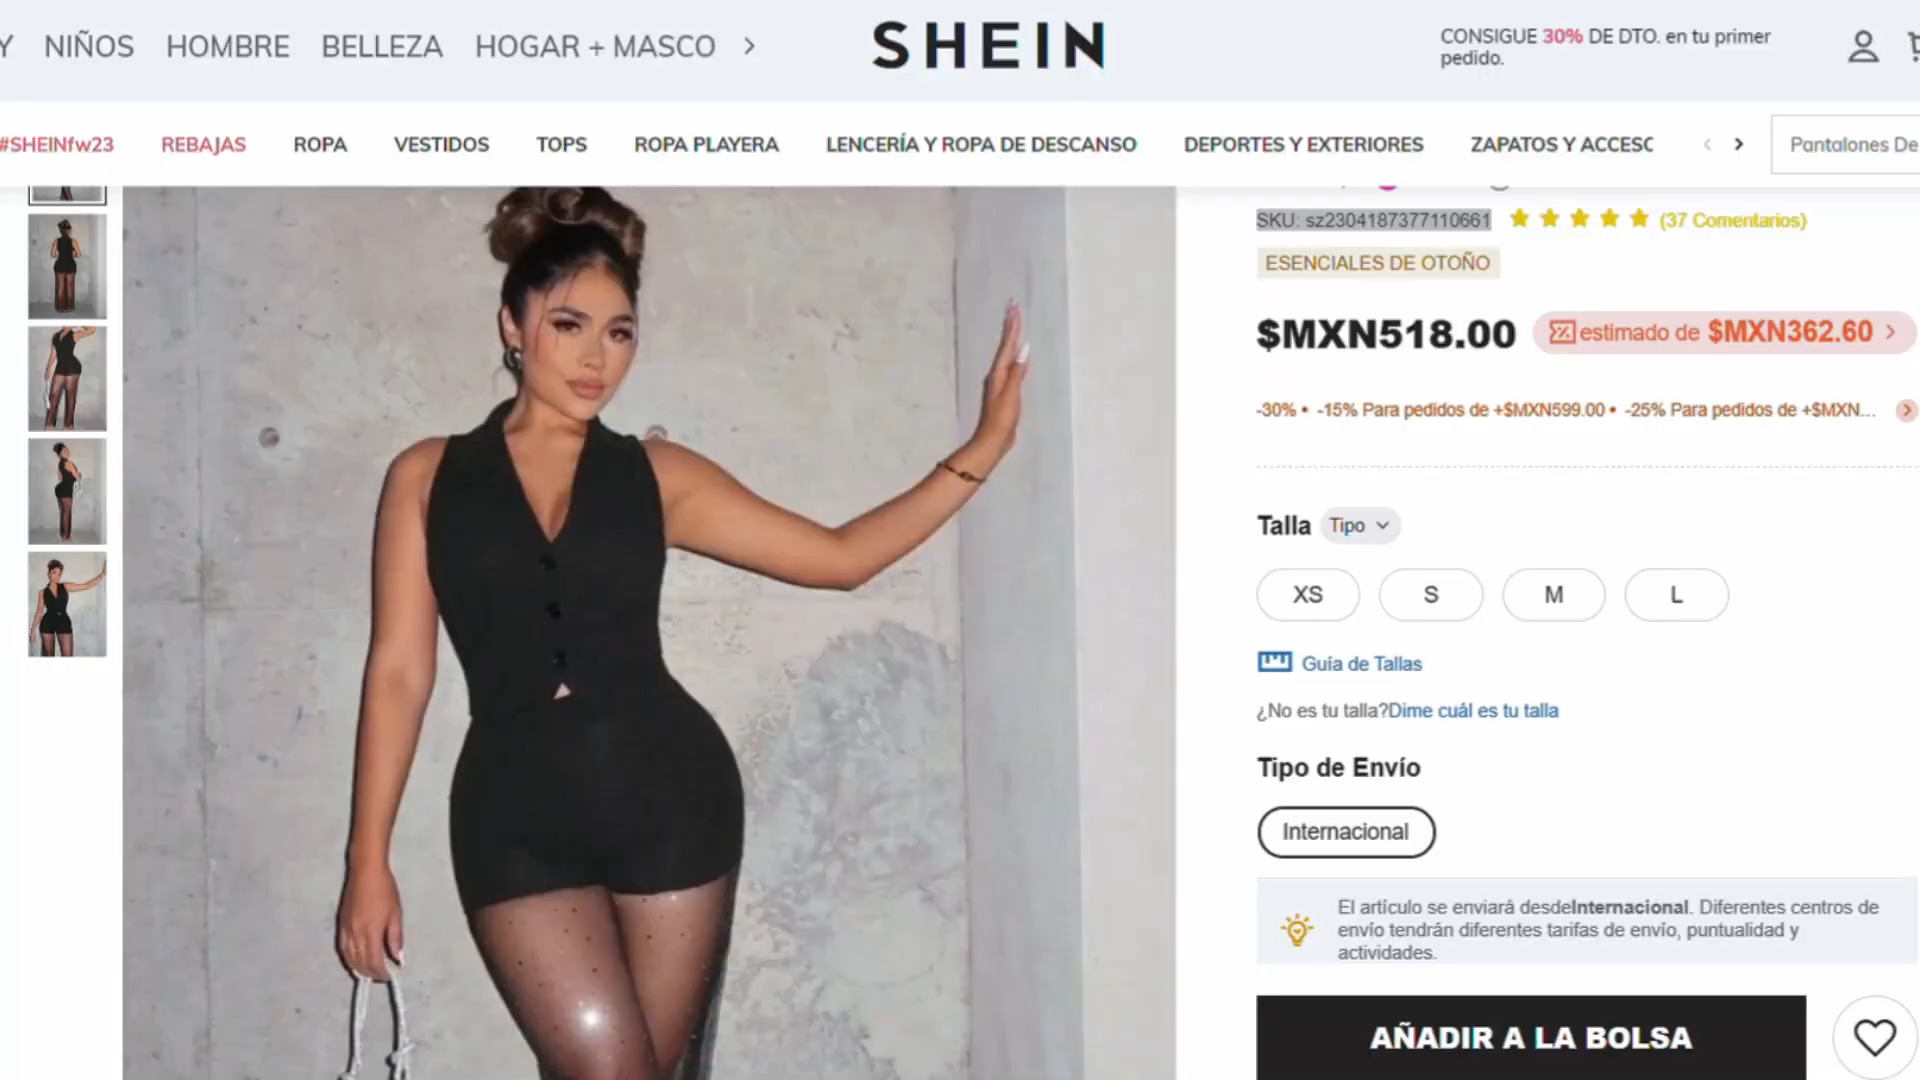 Y NIÑOS HOMBRE BELLEZA HOGAR + MASCO
SHEIN
CONSIGUE 30% DE DTO. en tu primer
pedido.
#SHEINfw23 REBAJAS ROPA VESTIDOS TOPS ROPA PLAYERA LENCERÍA Y ROPA DE DESCANSO DEPORTES Y EXTERIORES ZAPATOS Y ACCESC
Pantalones De
SKU: sz2304187377110661 (37 Comentarios)
ESENCIALES DE OTOÑO
$MXN518.00 estimado de $MXN362.60
-30% • -15% Para pedidos de +$MXN599.00 • -25% Para pedidos de +$MXN...
Talla Tipo
XS S M L
Guía de Tallas
¿No es tu talla?Dime cuál es tu talla
Tipo de Envío
Internacional
El artículo se enviará desdeInternacional. Diferentes centros de
envío tendrán diferentes tarifas de envío, puntualidad y
actividades.
AÑADIR A LA BOLSA